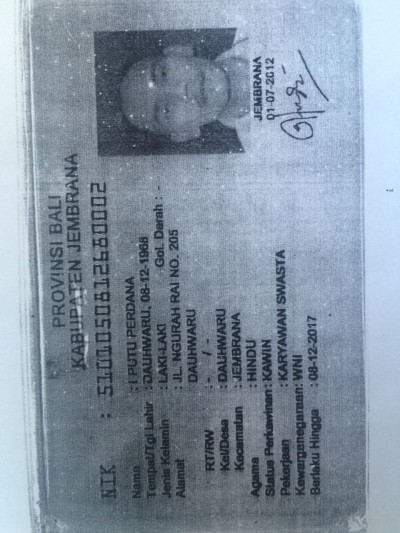 PROVINSI BALI
KABUPATEN JEMBRANA
NIK : 5101050812680002
Nama : I PUTU PERDANA
Tempat/Tgl Lahir : DAUHWARU, 08-12-1968
Jenis Kelamin : LAKI-LAKI Gol. Darah : -
Alamat : JL. NGURAH RAI NO. 205
DAUHWARU
RT/RW : - / -
Kel/Desa : DAUHWARU
Kecamatan : JEMBRANA
Agama : HINDU
Status Perkawinan: KAWIN
Pekerjaan : KARYAWAN SWASTA
Kewarganegaraan: WNI
Berlaku Hingga : 08-12-2017
JEMBRANA
01-07-2012